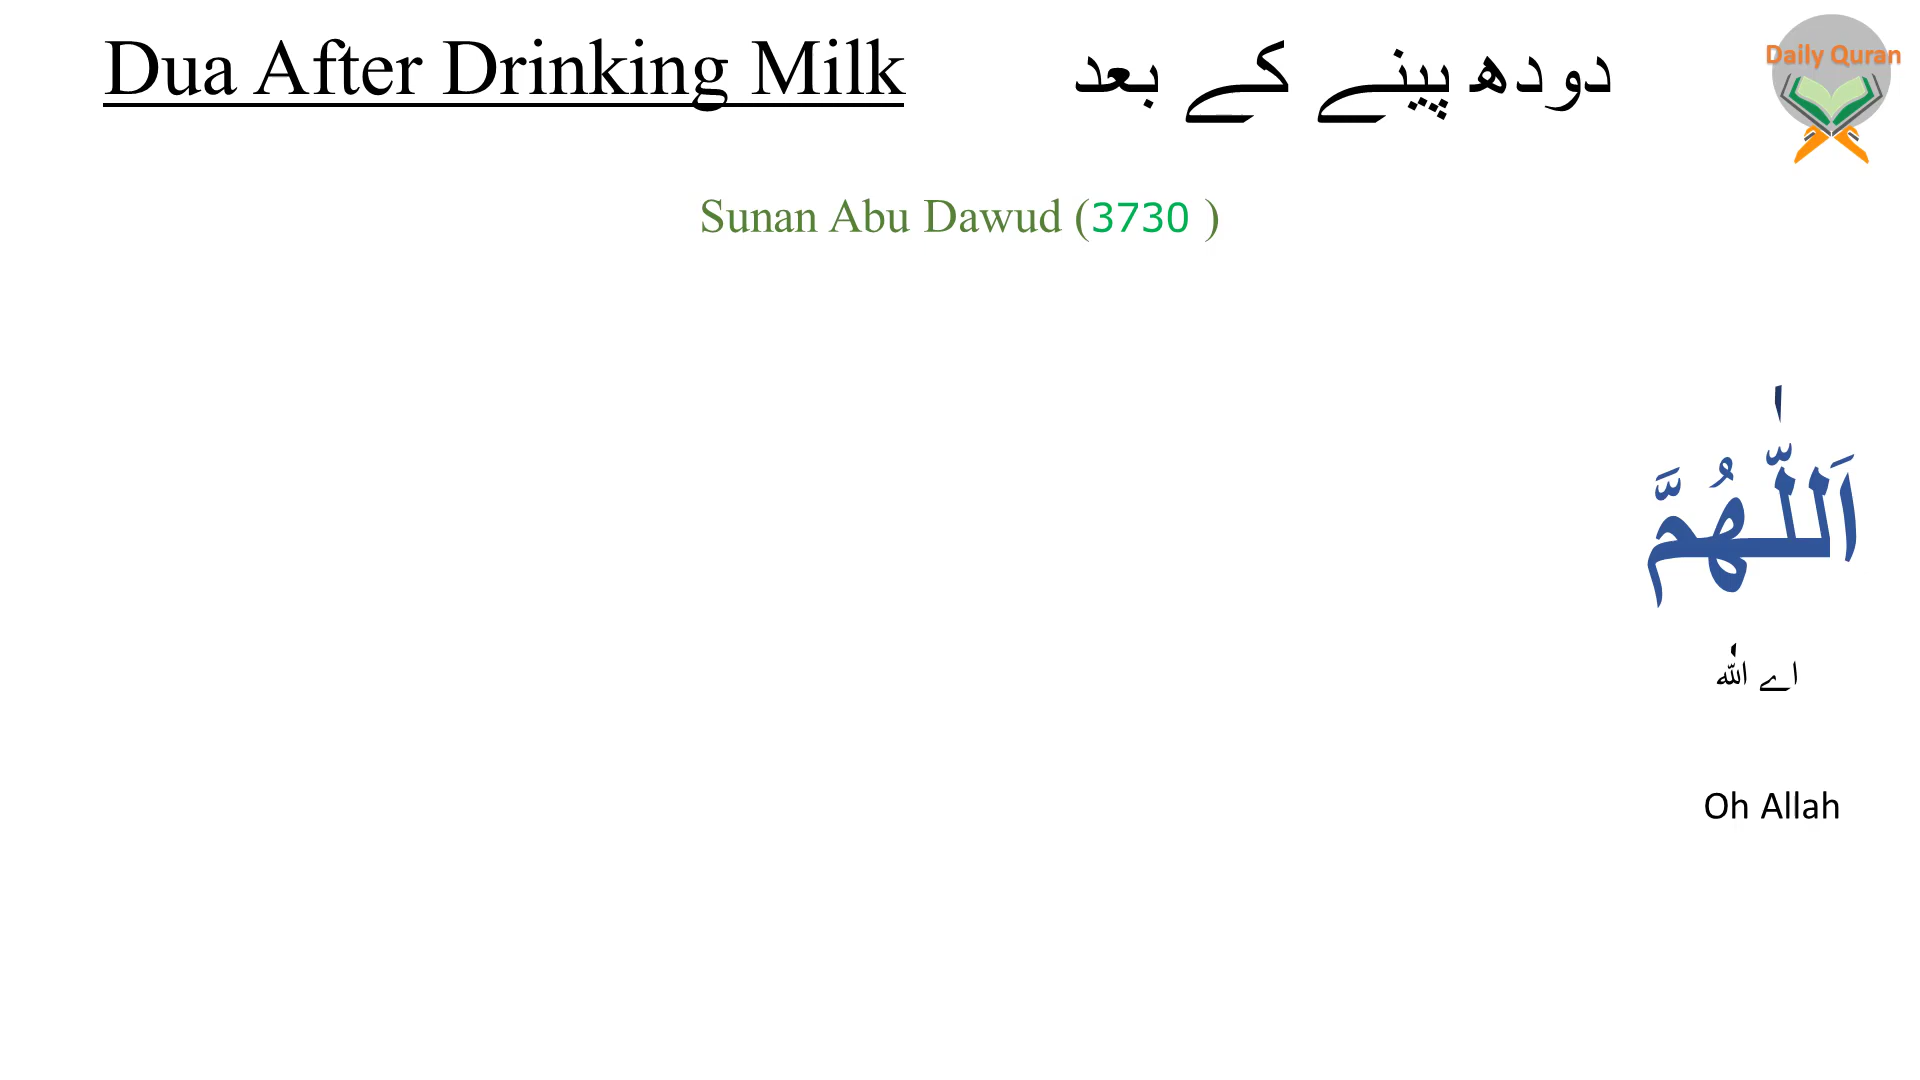 Dua After Drinking Milk دودھ پینے کے بعد
Daily Quran
Sunan Abu Dawud (3730 )
اَللّٰهُمَّ
اے اللہ
Oh Allah